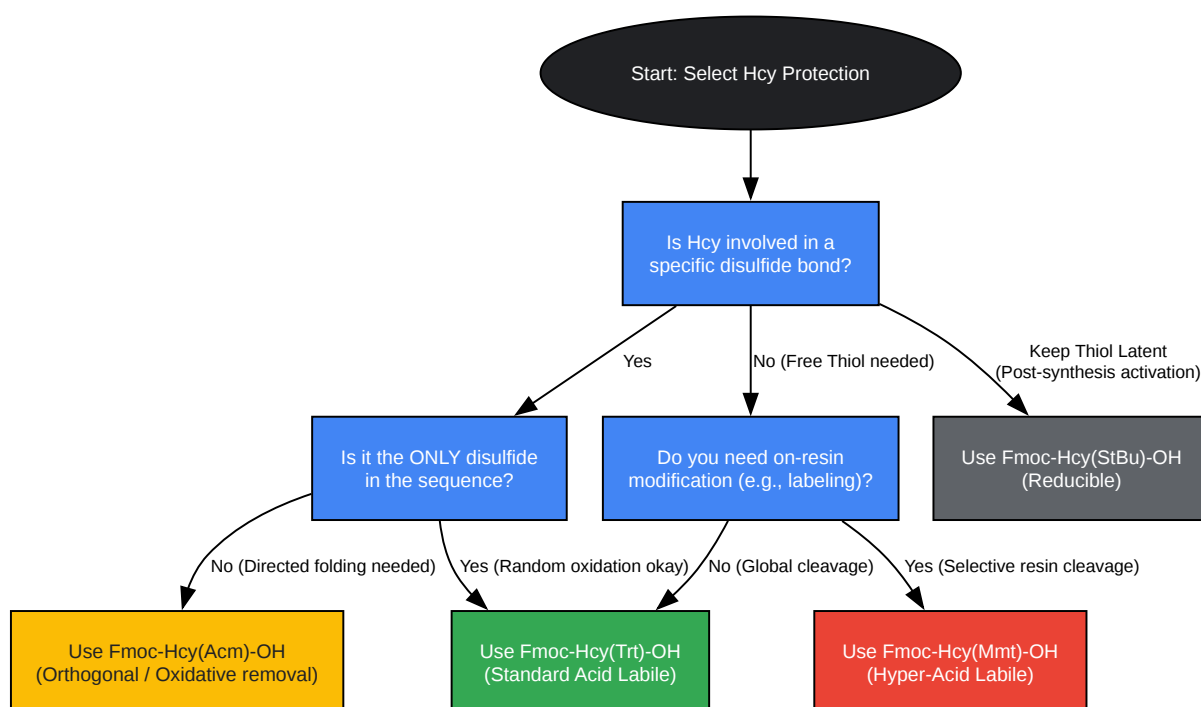 Start: Select Hcy Protection
Is Hcy involved in a
specific disulfide bond?
Yes
No (Free Thiol needed)
Keep Thiol Latent
(Post-synthesis activation)
Is it the ONLY disulfide
in the sequence?
Do you need on-resin
modification (e.g., labeling)?
Use Fmoc-Hcy(StBu)-OH
(Reducible)
No (Directed folding needed)
Yes (Random oxidation okay)
No (Global cleavage)
Yes (Selective resin cleavage)
Use Fmoc-Hcy(Acm)-OH
(Orthogonal / Oxidative removal)
Use Fmoc-Hcy(Trt)-OH
(Standard Acid Labile)
Use Fmoc-Hcy(Mmt)-OH
(Hyper-Acid Labile)